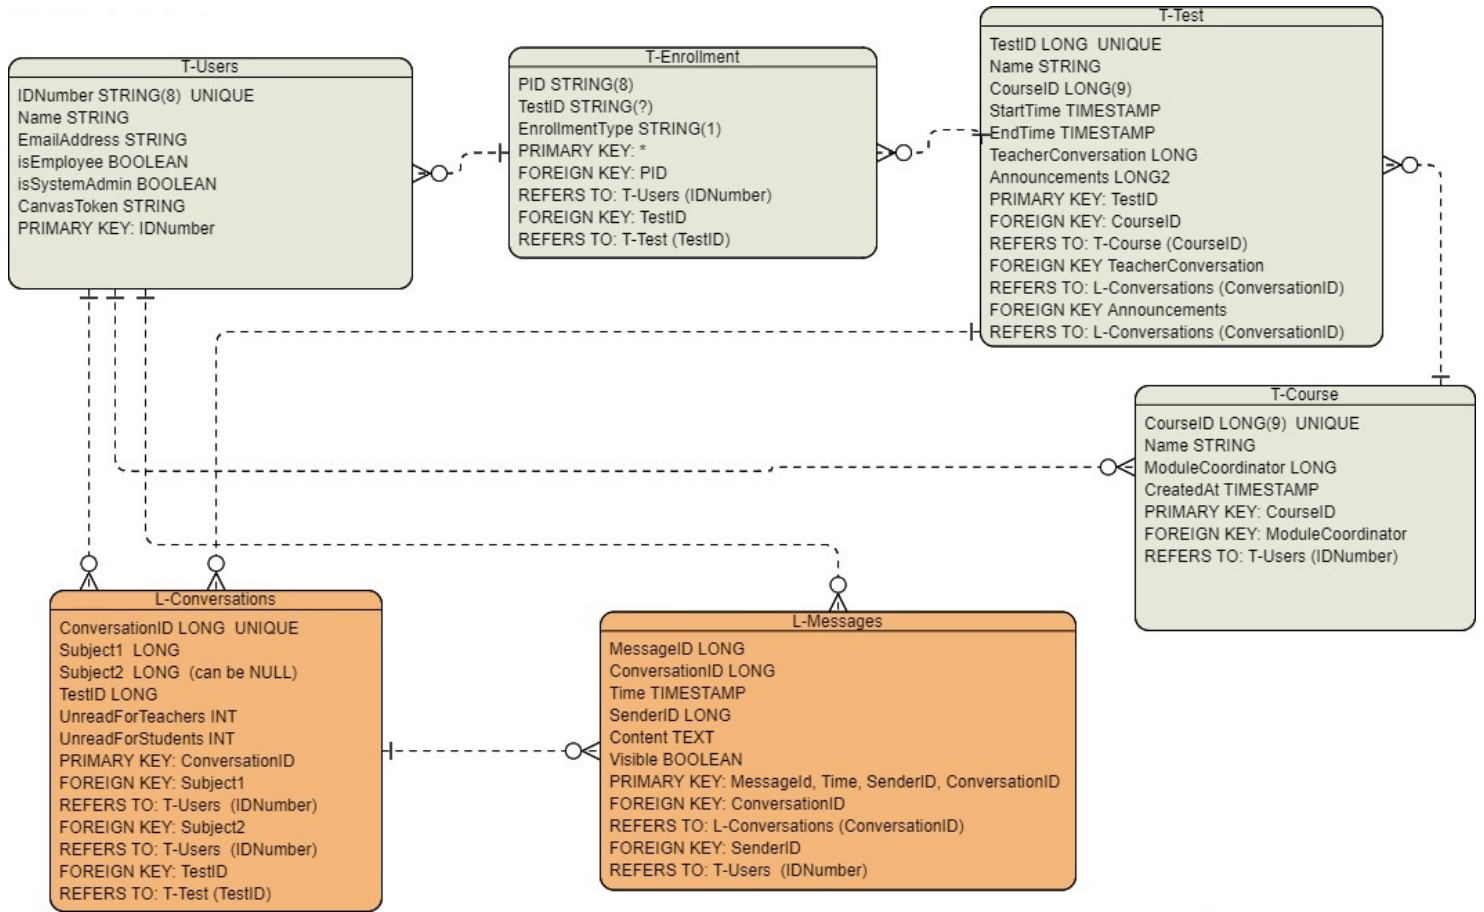 T-Users
IDNumber STRING(8) UNIQUE
Name STRING
EmailAddress STRING
isEmployee BOOLEAN
isSystemAdmin BOOLEAN
CanvasToken STRING
PRIMARY KEY: IDNumber
T-Enrollment
PID STRING(8)
TestID STRING(?)
EnrollmentType STRING(1)
PRIMARY KEY: *
FOREIGN KEY: PID
REFERS TO: T-Users (IDNumber)
FOREIGN KEY: TestID
REFERS TO: T-Test (TestID)
T-Test
TestID LONG UNIQUE
Name STRING
CourseID LONG(9)
StartTime TIMESTAMP
EndTime TIMESTAMP
TeacherConversation LONG
Announcements LONG2
PRIMARY KEY: TestID
FOREIGN KEY: CourseID
REFERS TO: T-Course (CourseID)
FOREIGN KEY TeacherConversation
REFERS TO: L-Conversations (ConversationID)
FOREIGN KEY Announcements
REFERS TO: L-Conversations (ConversationID)
T-Course
CourseID LONG(9) UNIQUE
Name STRING
ModuleCoordinator LONG
CreatedAt TIMESTAMP
PRIMARY KEY: CourseID
FOREIGN KEY: ModuleCoordinator
REFERS TO: T-Users (IDNumber)
L-Conversations
ConversationID LONG UNIQUE
Subject1 LONG
Subject2 LONG (can be NULL)
TestID LONG
UnreadForTeachers INT
UnreadForStudents INT
PRIMARY KEY: ConversationID
FOREIGN KEY: Subject1
REFERS TO: T-Users (IDNumber)
FOREIGN KEY: Subject2
REFERS TO: T-Users (IDNumber)
FOREIGN KEY: TestID
REFERS TO: T-Test (TestID)
L-Messages
MessageID LONG
ConversationID LONG
Time TIMESTAMP
SenderID LONG
Content TEXT
Visible BOOLEAN
PRIMARY KEY: MessageId, Time, SenderID, ConversationID
FOREIGN KEY: ConversationID
REFERS TO: L-Conversations (ConversationID)
FOREIGN KEY: SenderID
REFERS TO: T-Users (IDNumber)